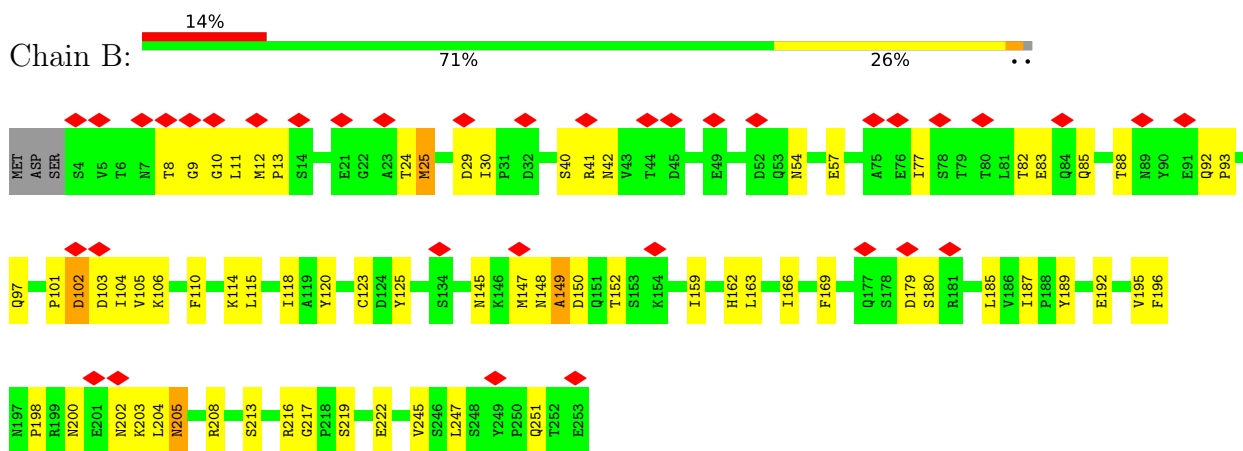 14%
Chain B:
71% 26% ..
MET ASP SER S4 V5 T6 N7 T8 G9 G10 L11 M12 P13 S14 E21 G22 A23 T24 M25 D29 I30 P31 D32 S40 R41 N42 V43 T44 D45 E49 D52 Q53 N54 E57 A75 E76 I77 S78 T79 T80 L81 T82 E83 Q84 Q85 T88 N89 Y90 E91 Q92 P93
Q97 P101 D102 D103 I104 V105 K106 F110 K114 L115 I118 A119 Y120 G123 D124 Y125 S134 N145 K146 M147 N148 A149 D150 Q151 T152 S153 K154 I159 H162 L163 I166 F169 Q177 S178 D179 S180 R181 L185 V186 I187 P188 Y189 E192 V195 F196
N197 P198 R199 N200 E201 N202 K203 L204 N205 R208 S213 R216 G217 P218 S219 E222 V245 S246 L247 S248 Y249 P250 Q251 T252 E253